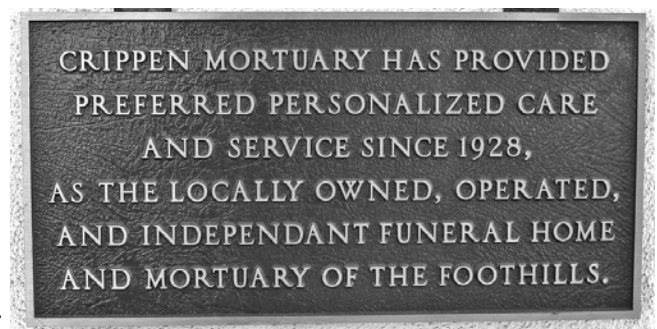 CRIPPEN MORTUARY HAS PROVIDED
PREFERRED PERSONALIZED CARE
AND SERVICE SINCE 1928,
AS THE LOCALLY OWNED, OPERATED,
AND INDEPENDANT FUNERAL HOME
AND MORTUARY OF THE FOOTHILLS.